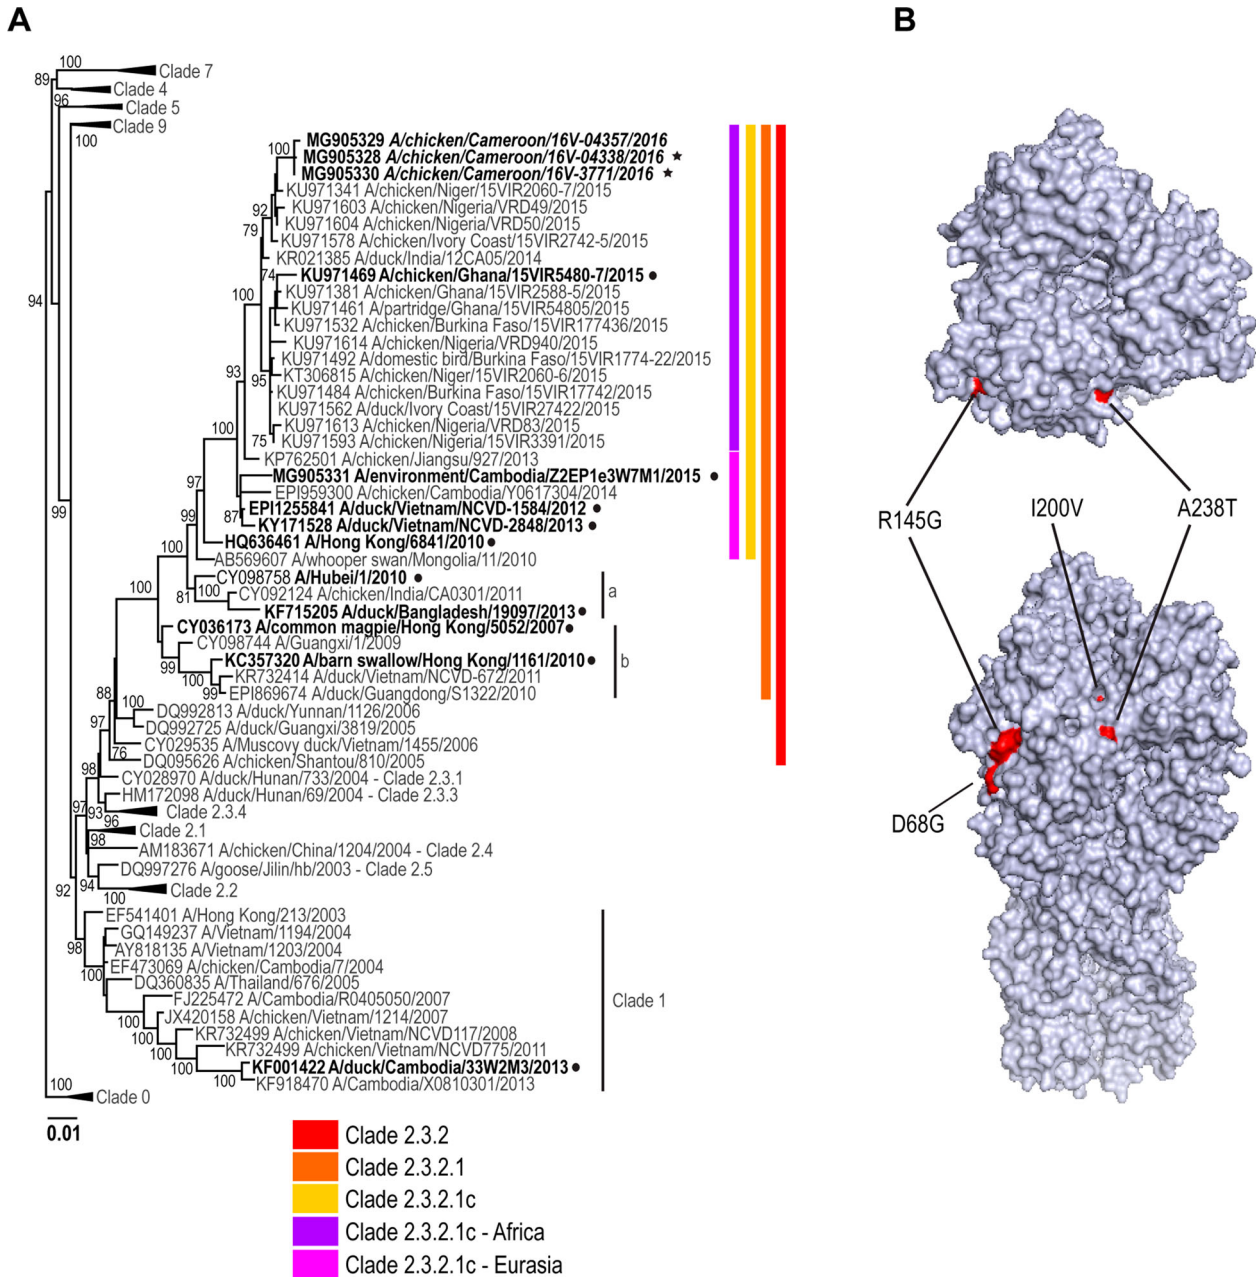 A
B
100
Clade 7
89
Clade 4
96
Clade 5
Clade 9
100
MG905329 A/chicken/Cameroon/16V-04357/2016
100
MG905328 A/chicken/Cameroon/16V-04338/2016 ★
MG905330 A/chicken/Cameroon/16V-3771/2016 ★
KU971341 A/chicken/Niger/15VIR2060-7/2015
92
KU971603 A/chicken/Nigeria/VRD49/2015
79
KU971604 A/chicken/Nigeria/VRD50/2015
KU971578 A/chicken/Ivory Coast/15VIR2742-5/2015
KR021385 A/duck/India/12CA05/2014
74
KU971469 A/chicken/Ghana/15VIR5480-7/2015 ●
100
KU971381 A/chicken/Ghana/15VIR2588-5/2015
94
KU971461 A/partridge/Ghana/15VIR54805/2015
KU971532 A/chicken/Burkina Faso/15VIR177436/2015
KU971614 A/chicken/Nigeria/VRD940/2015
KU971492 A/domestic bird/Burkina Faso/15VIR1774-22/2015
93
95
KT306815 A/chicken/Niger/15VIR2060-6/2015
KU971484 A/chicken/Burkina Faso/15VIR17742/2015
KU971562 A/duck/Ivory Coast/15VIR27422/2015
100
KU971613 A/chicken/Nigeria/VRD83/2015
75
KU971593 A/chicken/Nigeria/15VIR3391/2015
KP762501 A/chicken/Jiangsu/927/2013
97
MG905331 A/environment/Cambodia/Z2EP1e3W7M1/2015 ●
EPI959300 A/chicken/Cambodia/Y0617304/2014
99
99
87
EPI1255841 A/duck/Vietnam/NCVD-1584/2012 ●
KY171528 A/duck/Vietnam/NCVD-2848/2013 ●
HQ636461 A/Hong Kong/6841/2010 ●
100
AB569607 A/whooper swan/Mongolia/11/2010
CY098758 A/Hubei/1/2010 ●
100
81
100
CY092124 A/chicken/India/CA0301/2011
a
KF715205 A/duck/Bangladesh/19097/2013 ●
CY036173 A/common magpie/Hong Kong/5052/2007 ●
CY098744 A/Guangxi/1/2009
99
KC357320 A/barn swallow/Hong Kong/1161/2010 ●
b
100
KR732414 A/duck/Vietnam/NCVD-672/2011
99
EPI869674 A/duck/Guangdong/S1322/2010
88
100
DQ992813 A/duck/Yunnan/1126/2006
97
DQ992725 A/duck/Guangxi/3819/2005
76
CY029535 A/Muscovy duck/Vietnam/1455/2006
DQ095626 A/chicken/Shantou/810/2005
98
CY028970 A/duck/Hunan/733/2004 - Clade 2.3.1
HM172098 A/duck/Hunan/69/2004 - Clade 2.3.3
97
93
Clade 2.3.4
96
Clade 2.1
98
AM183671 A/chicken/China/1204/2004 - Clade 2.4
DQ997276 A/goose/Jilin/hb/2003 - Clade 2.5
92
94
Clade 2.2
100
EF541401 A/Hong Kong/213/2003
GQ149237 A/Vietnam/1194/2004
98
AY818135 A/Vietnam/1203/2004
EF473069 A/chicken/Cambodia/7/2004
100
DQ360835 A/Thailand/676/2005
FJ225472 A/Cambodia/R0405050/2007
Clade 1
100
JX420158 A/chicken/Vietnam/1214/2007
100
KR732499 A/chicken/Vietnam/NCVD117/2008
100
KR732499 A/chicken/Vietnam/NCVD775/2011
100
KF001422 A/duck/Cambodia/33W2M3/2013 ●
100
KF918470 A/Cambodia/X0810301/2013
100
Clade 0
0.01
Clade 2.3.2
Clade 2.3.2.1
Clade 2.3.2.1c
Clade 2.3.2.1c - Africa
Clade 2.3.2.1c - Eurasia
R145G
I200V
A238T
D68G